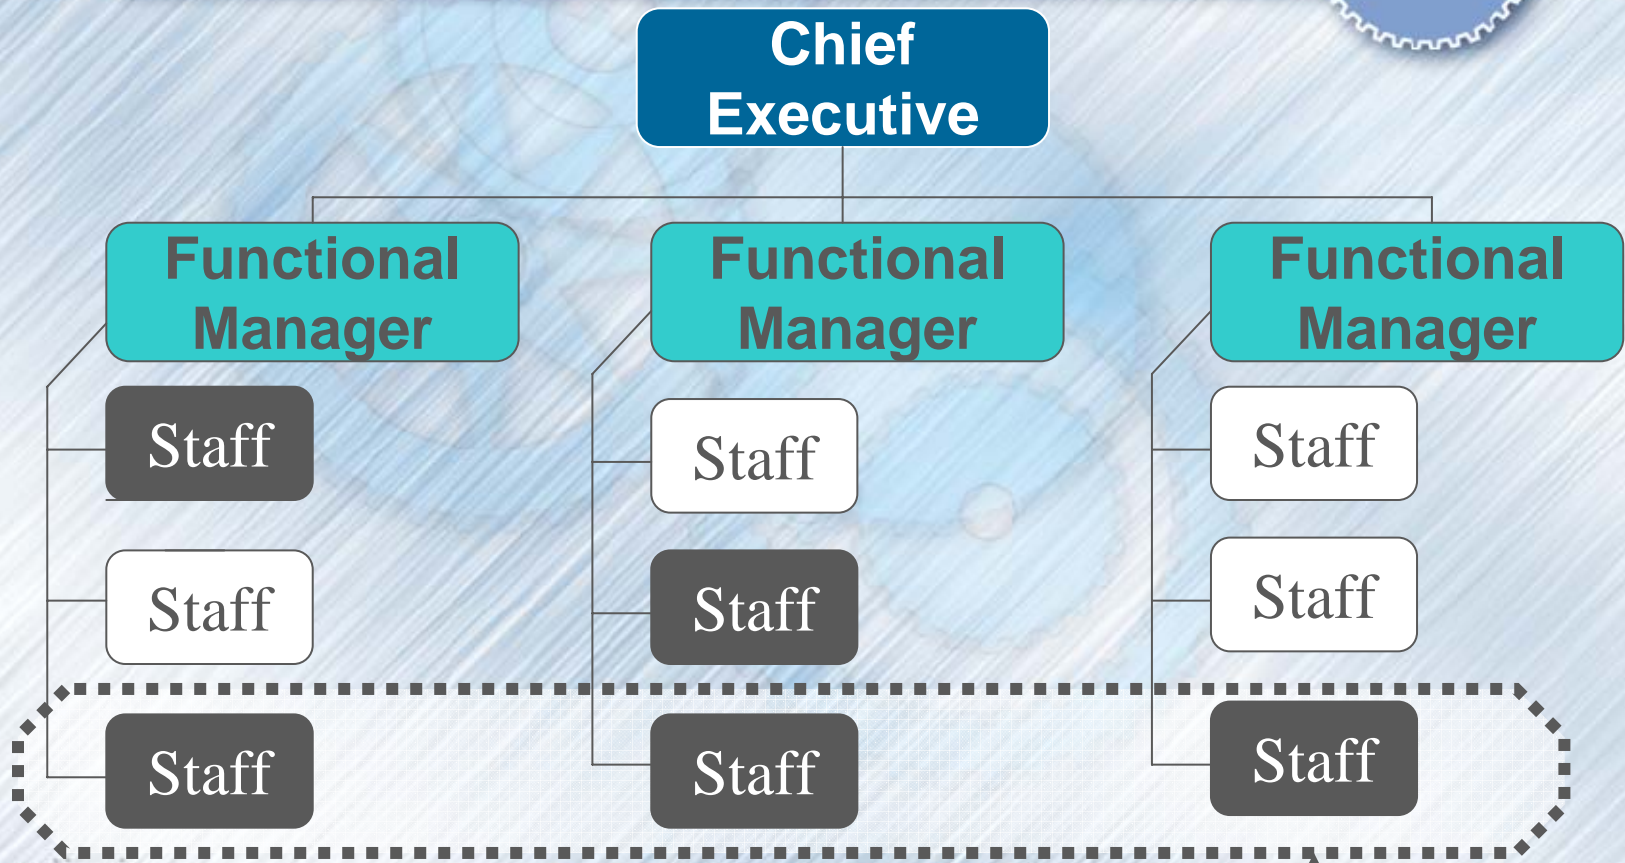 Chief
Executive
Functional
Manager
Functional
Manager
Functional
Manager
Staff
Staff
Staff
Staff
Staff
Staff
Staff
Staff
Staff